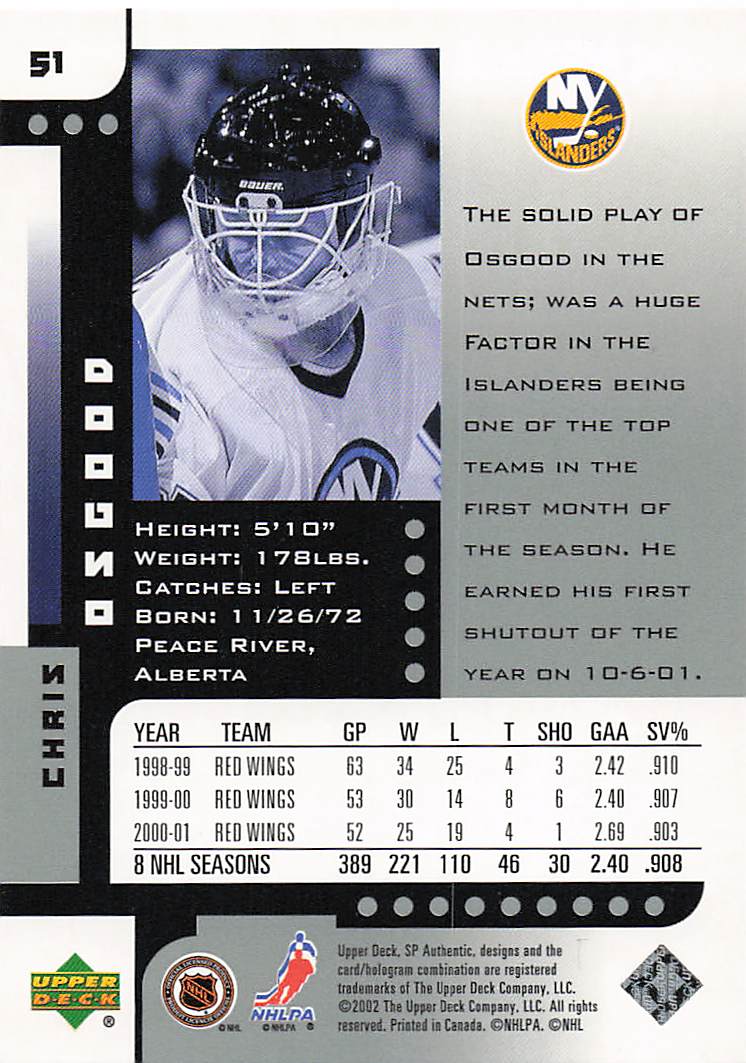 51
NY
ISLANDERS
BAUER.
THE SOLID PLAY OF
OSGOOD IN THE
NETS; WAS A HUGE
FACTOR IN THE
ISLANDERS BEING
ONE OF THE TOP
TEAMS IN THE
FIRST MONTH OF
THE SEASON. HE
EARNED HIS FIRST
SHUTOUT OF THE
YEAR ON 10-6-01.
CHRIS OSGOOD
HEIGHT: 5'10"
WEIGHT: 178LBS.
CATCHES: LEFT
BORN: 11/26/72
PEACE RIVER,
ALBERTA
YEAR TEAM GP W L T SHO GAA SV%
1998-99 RED WINGS 63 34 25 4 3 2.42 .910
1999-00 RED WINGS 53 30 14 8 6 2.40 .907
2000-01 RED WINGS 52 25 19 4 1 2.69 .903
8 NHL SEASONS 389 221 110 46 30 2.40 .908
UPPER
DECK
®
NHL
© NHL
NHLPA
© NHLPA ®
Upper Deck, SP Authentic, designs and the
card/hologram combination are registered
trademarks of The Upper Deck Company, LLC.
©2002 The Upper Deck Company, LLC. All rights
reserved. Printed in Canada. ©NHLPA. ©NHL